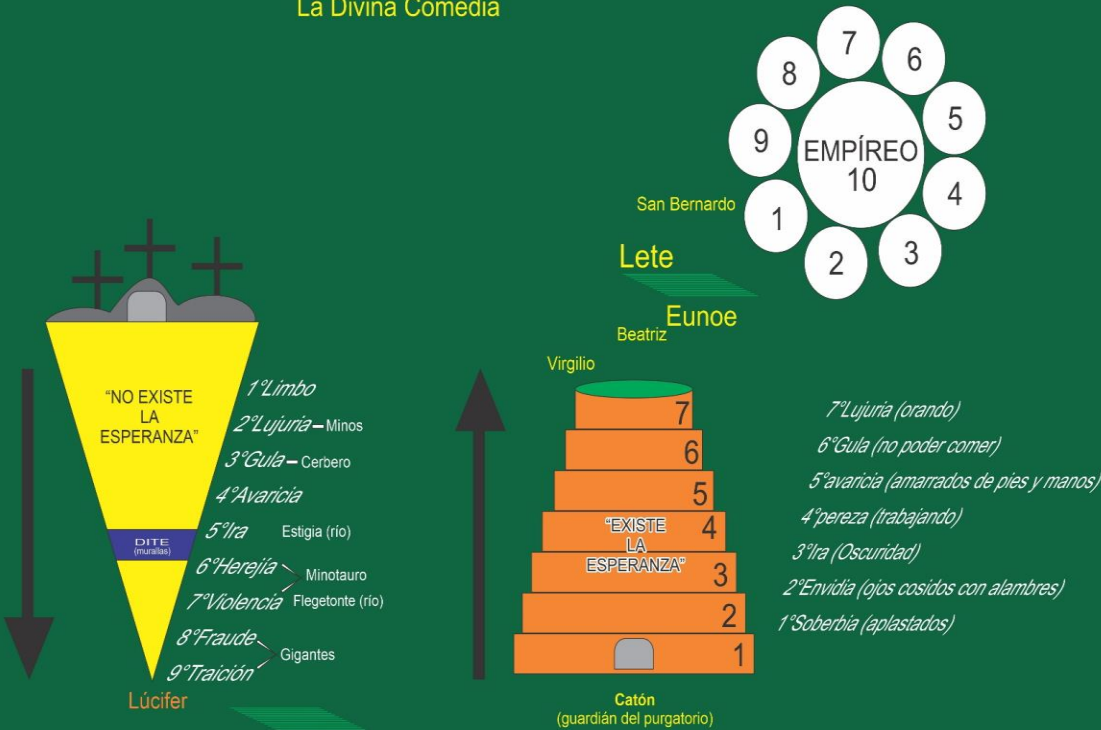 La Divina Comedia
"NO EXISTE
LA
ESPERANZA"
DITE
(murallas)
1°Limbo
2°Lujuria – Minos
3°Gula – Cerbero
4°Avaricia
5°Ira Estigia (río)
6°Herejía
Minotauro
7°Violencia Flegetonte (río)
8°Fraude
Gigantes
9°Traición
Lúcifer
Virgilio
7
6
5
4
3
2
1
"EXISTE
LA
ESPERANZA"
Catón
(guardián del purgatorio)
7°Lujuria (orando)
6°Gula (no poder comer)
5°avaricia (amarrados de pies y manos)
4°pereza (trabajando)
3°Ira (Oscuridad)
2°Envidia (ojos cosidos con alambres)
1°Soberbia (aplastados)
Lete
Eunoe
Beatriz
San Bernardo
EMPÍREO
10
1
2
3
4
5
6
7
8
9